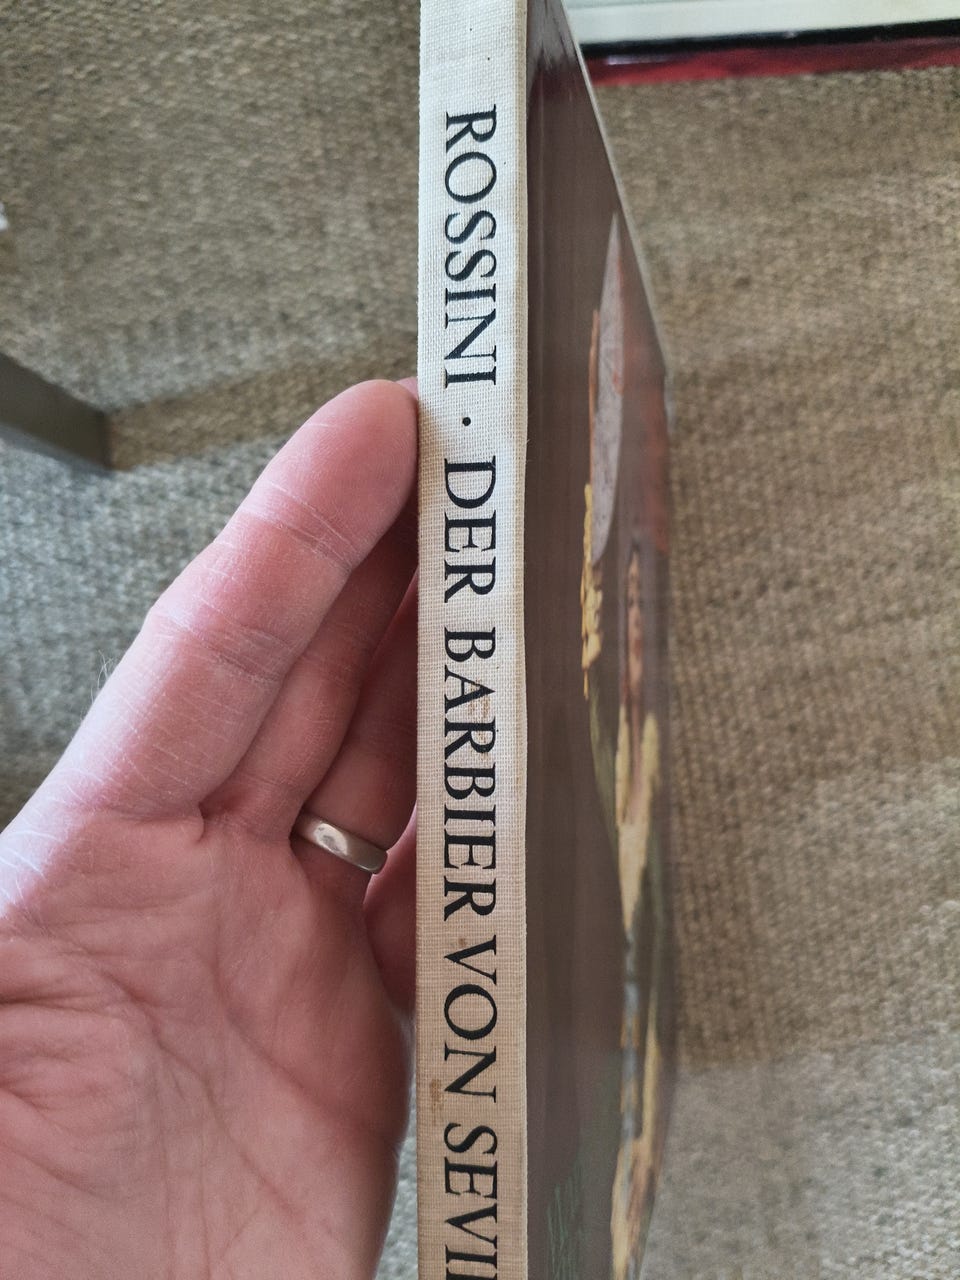 ROSSINI · DER BARBIER VON SEVI